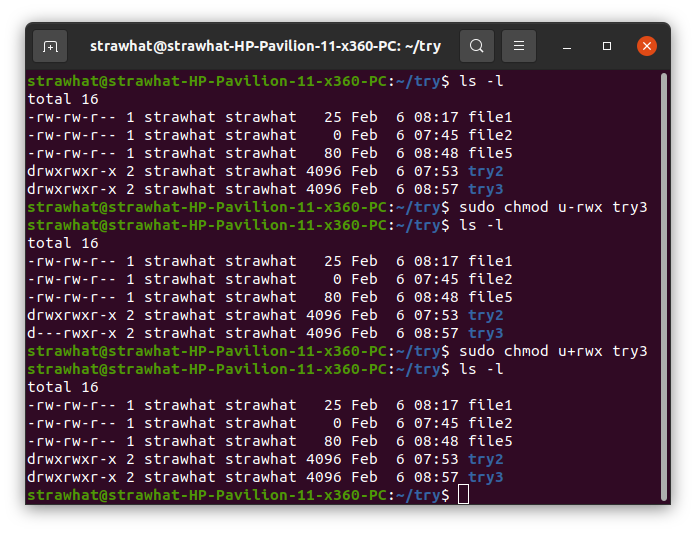 strawhat@strawhat-HP-Pavilion-11-x360-PC: ~/try
strawhat@strawhat-HP-Pavilion-11-x360-PC:~/try$ ls -l
total 16
-rw-rw-r-- 1 strawhat strawhat   25 Feb  6 08:17 file1
-rw-rw-r-- 1 strawhat strawhat    0 Feb  6 07:45 file2
-rw-rw-r-- 1 strawhat strawhat   80 Feb  6 08:48 file5
drwxrwxr-x 2 strawhat strawhat 4096 Feb  6 07:53 try2
drwxrwxr-x 2 strawhat strawhat 4096 Feb  6 08:57 try3
strawhat@strawhat-HP-Pavilion-11-x360-PC:~/try$ sudo chmod u-rwx try3
strawhat@strawhat-HP-Pavilion-11-x360-PC:~/try$ ls -l
total 16
-rw-rw-r-- 1 strawhat strawhat   25 Feb  6 08:17 file1
-rw-rw-r-- 1 strawhat strawhat    0 Feb  6 07:45 file2
-rw-rw-r-- 1 strawhat strawhat   80 Feb  6 08:48 file5
drwxrwxr-x 2 strawhat strawhat 4096 Feb  6 07:53 try2
d---rwxr-x 2 strawhat strawhat 4096 Feb  6 08:57 try3
strawhat@strawhat-HP-Pavilion-11-x360-PC:~/try$ sudo chmod u+rwx try3
strawhat@strawhat-HP-Pavilion-11-x360-PC:~/try$ ls -l
total 16
-rw-rw-r-- 1 strawhat strawhat   25 Feb  6 08:17 file1
-rw-rw-r-- 1 strawhat strawhat    0 Feb  6 07:45 file2
-rw-rw-r-- 1 strawhat strawhat   80 Feb  6 08:48 file5
drwxrwxr-x 2 strawhat strawhat 4096 Feb  6 07:53 try2
drwxrwxr-x 2 strawhat strawhat 4096 Feb  6 08:57 try3
strawhat@strawhat-HP-Pavilion-11-x360-PC:~/try$